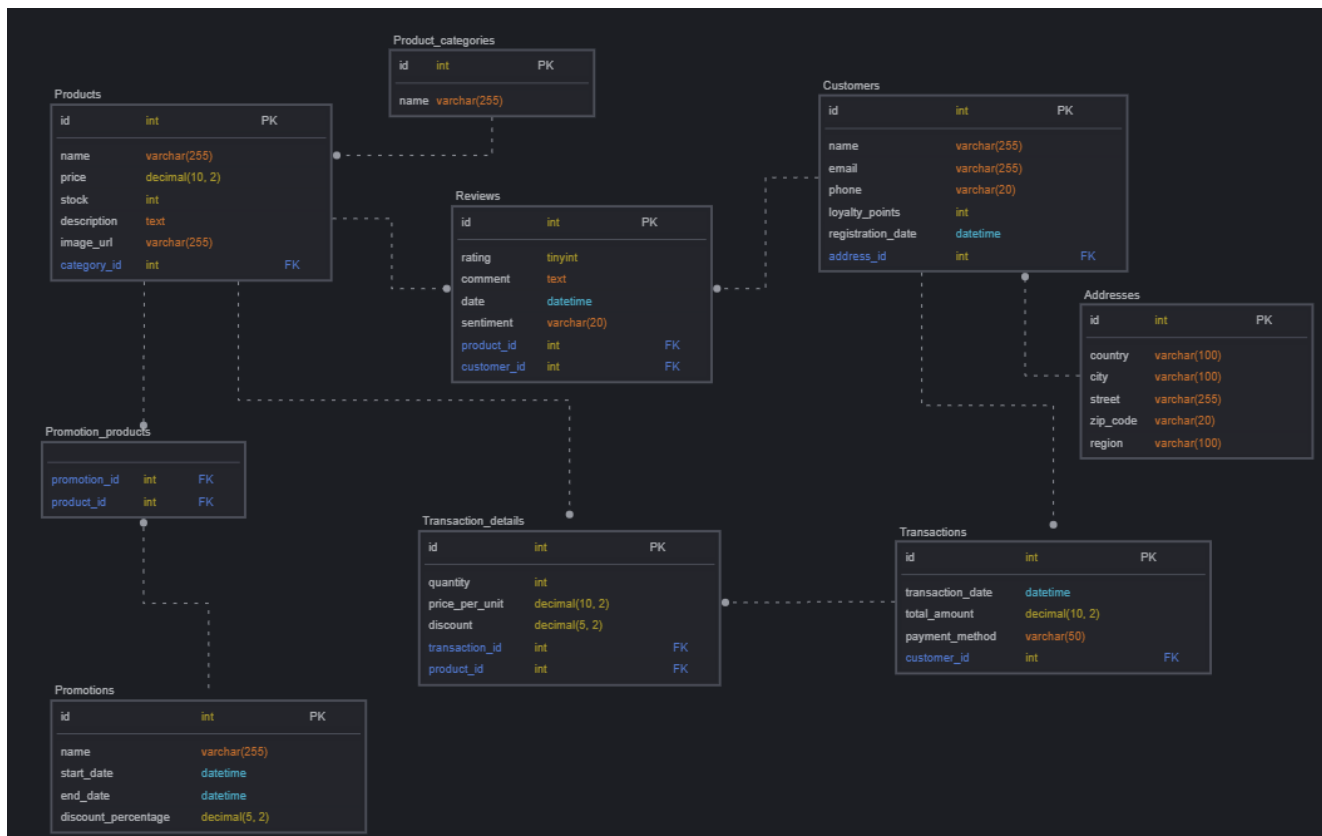 Product_categories
id int PK
name varchar(255)
Products
id int PK
name varchar(255)
price decimal(10, 2)
stock int
description text
image_url varchar(255)
category_id int FK
Customers
id int PK
name varchar(255)
email varchar(255)
phone varchar(20)
loyalty_points int
registration_date datetime
address_id int FK
Reviews
id int PK
rating tinyint
comment text
date datetime
sentiment varchar(20)
product_id int FK
customer_id int FK
Addresses
id int PK
country varchar(100)
city varchar(100)
street varchar(255)
zip_code varchar(20)
region varchar(100)
Promotion_products
promotion_id int FK
product_id int FK
Transaction_details
id int PK
quantity int
price_per_unit decimal(10, 2)
discount decimal(5, 2)
transaction_id int FK
product_id int FK
Transactions
id int PK
transaction_date datetime
total_amount decimal(10, 2)
payment_method varchar(50)
customer_id int FK
Promotions
id int PK
name varchar(255)
start_date datetime
end_date datetime
discount_percentage decimal(5, 2)